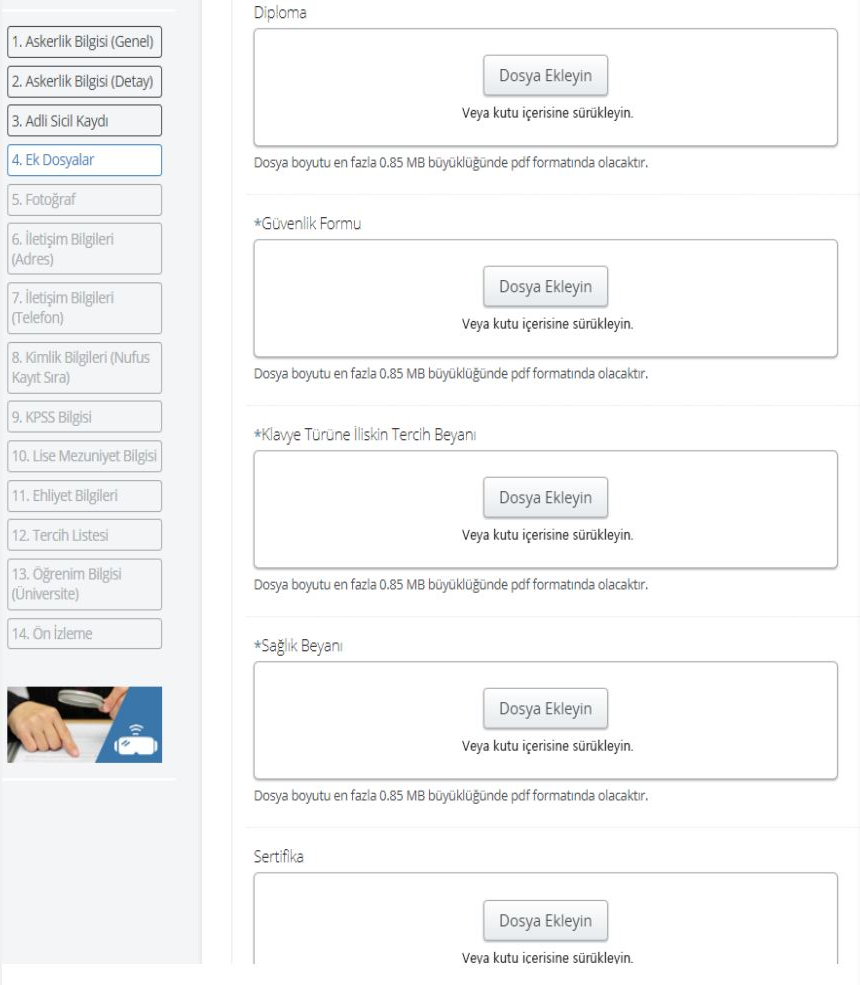 1. Askerlik Bilgisi (Genel)
2. Askerlik Bilgisi (Detay)
3. Adli Sicil Kaydı
4. Ek Dosyalar
5. Fotoğraf
6. İletişim Bilgileri
(Adres)
7. İletişim Bilgileri
(Telefon)
8. Kimlik Bilgileri (Nufus
Kayıt Sıra)
9. KPSS Bilgisi
10. Lise Mezuniyet Bilgisi
11. Ehliyet Bilgileri
12. Tercih Listesi
13. Öğrenim Bilgisi
(Üniversite)
14. Ön İzleme
Diploma
Dosya Ekleyin
Veya kutu içerisine sürükleyin.
Dosya boyutu en fazla 0.85 MB büyüklüğünde pdf formatında olacaktır.
*Güvenlik Formu
Dosya Ekleyin
Veya kutu içerisine sürükleyin.
Dosya boyutu en fazla 0.85 MB büyüklüğünde pdf formatında olacaktır.
*Klavye Türüne İliskin Tercih Beyanı
Dosya Ekleyin
Veya kutu içerisine sürükleyin.
Dosya boyutu en fazla 0.85 MB büyüklüğünde pdf formatında olacaktır.
*Sağlık Beyanı
Dosya Ekleyin
Veya kutu içerisine sürükleyin.
Dosya boyutu en fazla 0.85 MB büyüklüğünde pdf formatında olacaktır.
Sertifika
Dosya Ekleyin
Veya kutu içerisine sürükleyin.